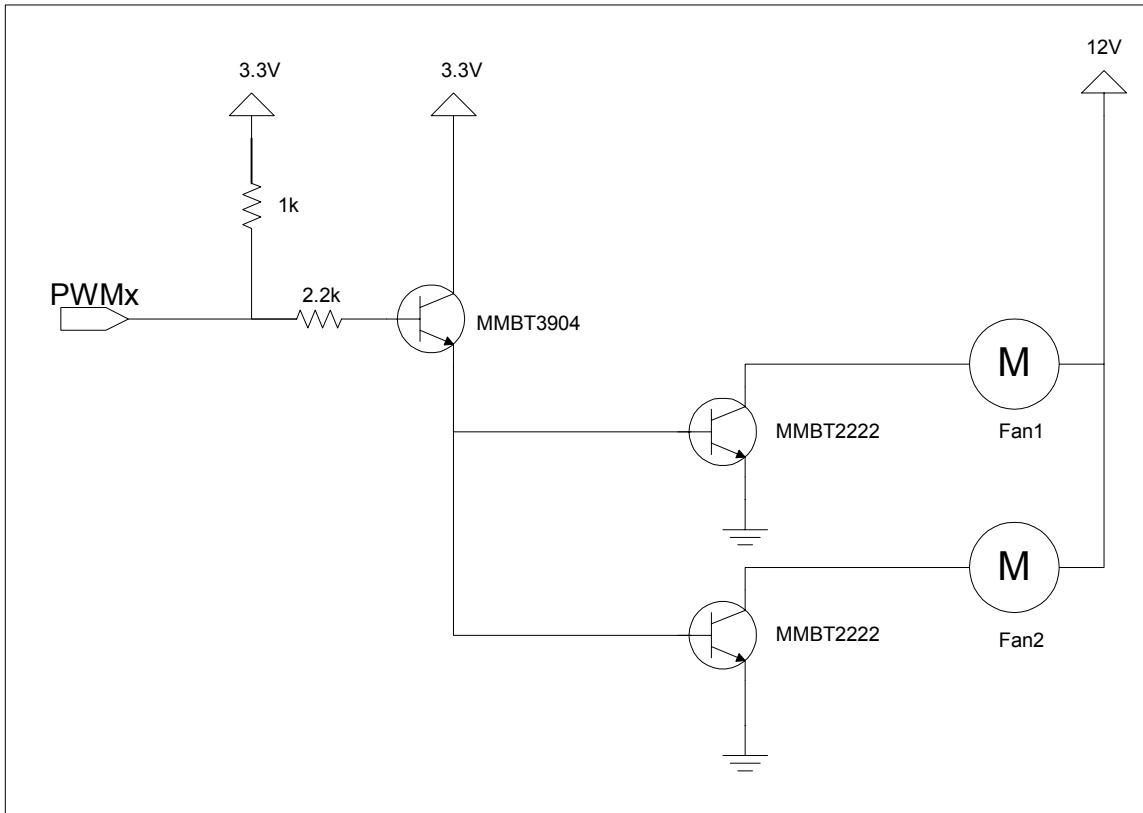 12V
3.3V
3.3V
1k
PWMx
2.2k
MMBT3904
M
MMBT2222
Fan1
M
MMBT2222
Fan2